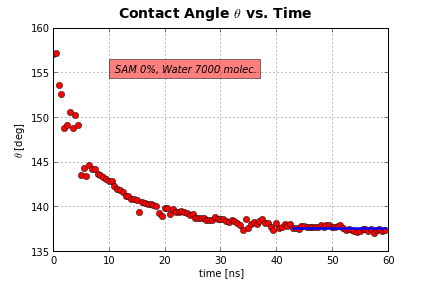 Contact Angle θ vs. Time
160
155
150
145
140
135
θ [deg]
SAM 0%, Water 7000 molec.
0 10 20 30 40 50 60
time [ns]